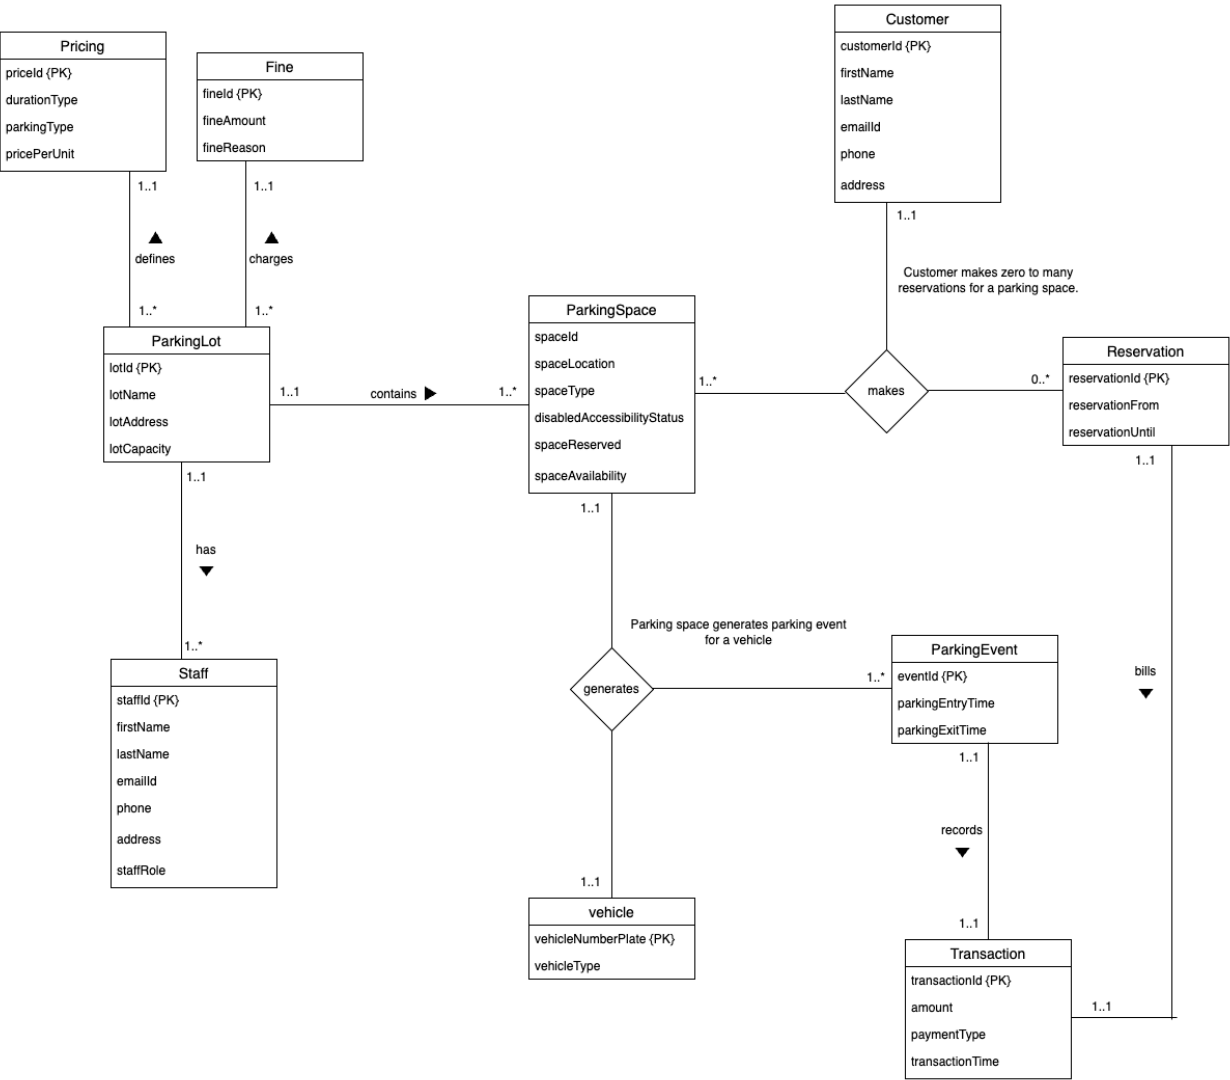 Customer
customerId {PK}
firstName
lastName
emailId
phone
address
Pricing
priceId {PK}
durationType
parkingType
pricePerUnit
Fine
fineId {PK}
fineAmount
fineReason
1..1
1..1
1..1
defines
charges
Customer makes zero to many
reservations for a parking space.
1..*
1..*
ParkingLot
lotId {PK}
lotName
lotAddress
lotCapacity
1..1
contains
1..*
ParkingSpace
spaceId
spaceLocation
spaceType
disabledAccessibilityStatus
spaceReserved
spaceAvailability
1..*
makes
0..*
Reservation
reservationId {PK}
reservationFrom
reservationUntil
1..1
1..1
1..1
has
1..*
Staff
staffId {PK}
firstName
lastName
emailId
phone
address
staffRole
Parking space generates parking event
for a vehicle
generates
1..*
ParkingEvent
eventId {PK}
parkingEntryTime
parkingExitTime
bills
1..1
records
1..1
vehicle
vehicleNumberPlate {PK}
vehicleType
1..1
Transaction
transactionId {PK}
amount
paymentType
transactionTime
1..1